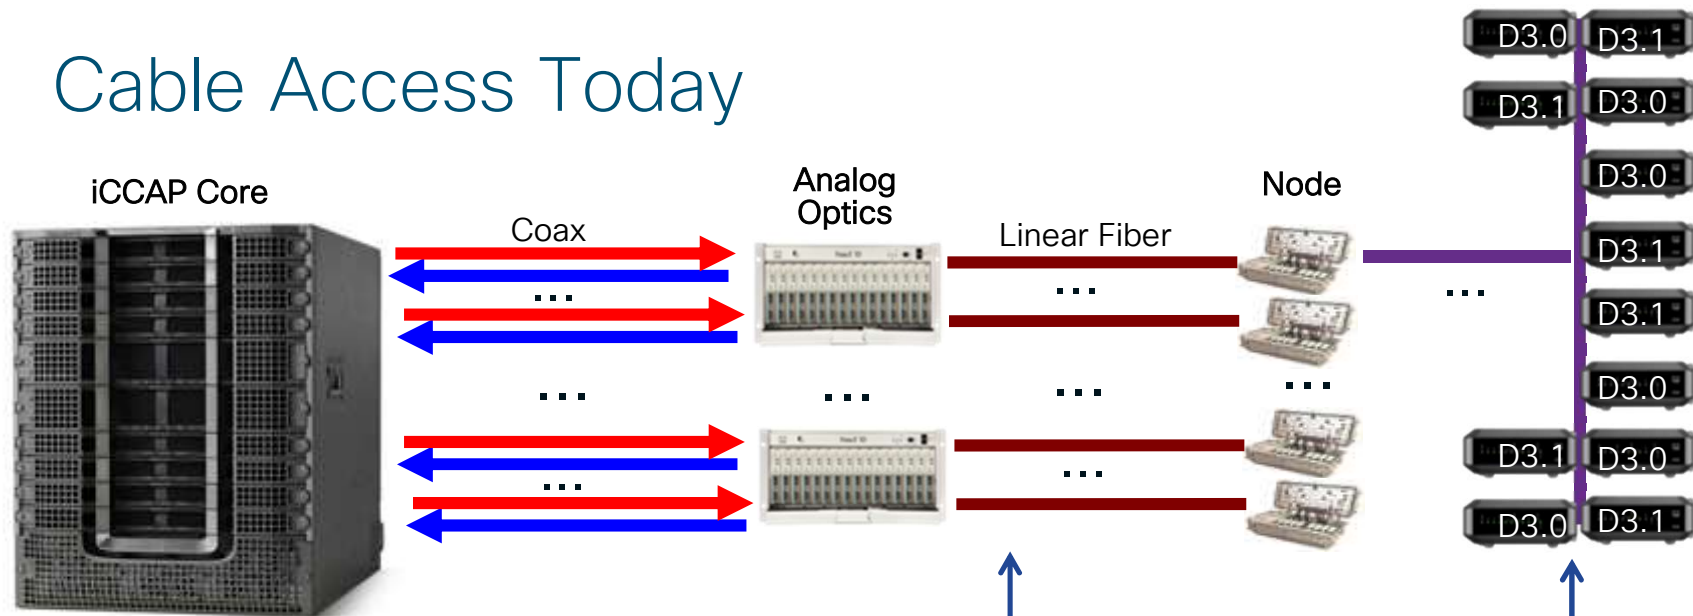 Cable Access Today
iCCAP Core
Coax
...
...
...
Analog
Optics
...
Linear Fiber
...
...
...
Node
...
...
D3.0 D3.1
D3.1 D3.0
D3.0
D3.1
D3.1
D3.0
D3.1 D3.0
D3.0 D3.1